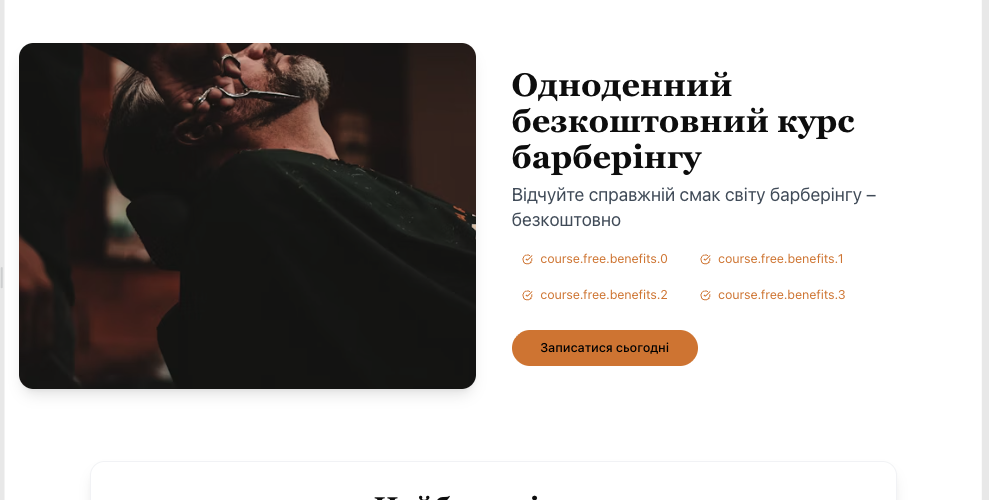 Одноденний
безкоштовний курс
барберінгу
Відчуйте справжній смак світу барберінгу –
безкоштовно
course.free.benefits.0
course.free.benefits.1
course.free.benefits.2
course.free.benefits.3
Записатися сьогодні